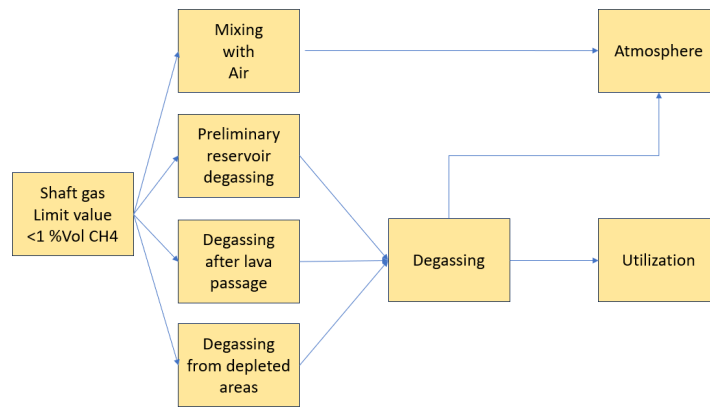 Mixing
with
Air
Atmosphere
Preliminary
reservoir
degassing
Shaft gas
Limit value
<1 %Vol CH4
Degassing
after lava
passage
Degassing
Utilization
Degassing
from depleted
areas